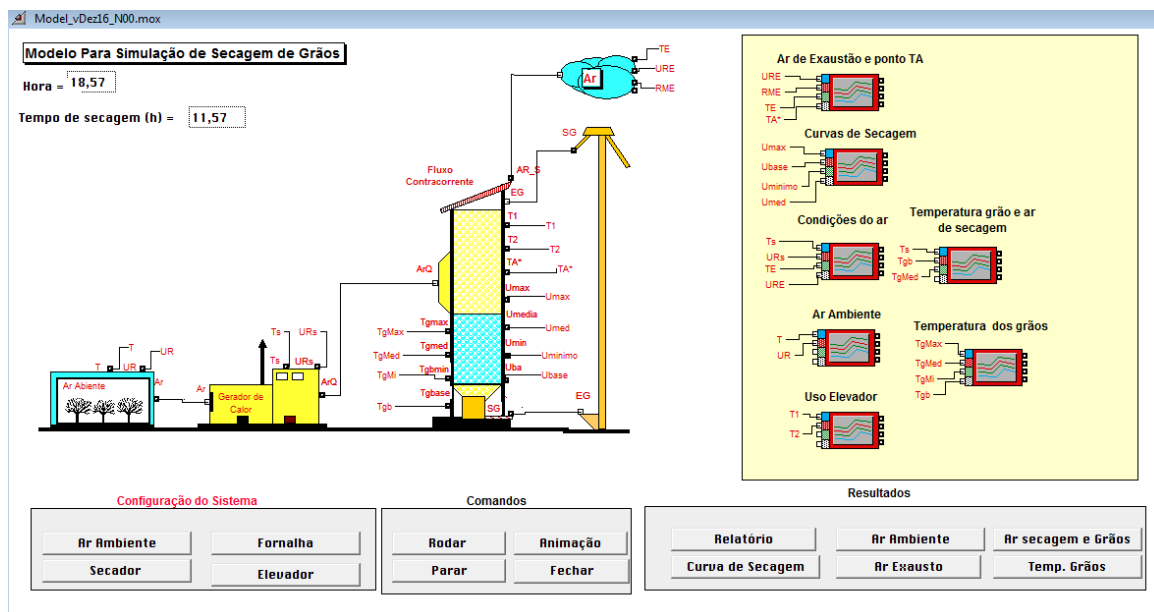 Model_vDez16_N00.mox
Modelo Para Simulação de Secagem de Grãos
Hora = 18,57
Tempo de secagem (h) = 11,57
Ar
TE
URE
RME
SG
Fluxo
Contracorrente
AR_S
EG
T1
T1
T2
T2
TA*
TA*
ArQ
Umax
Umax
Umedia
Umed
Umin
Uminimo
Uba
Ubase
TgMax
Tgmax
TgMed
Tgmed
TgMi
Tgbmin
Tgb
Tgbase
SG
EG
T
UR
T
UR
Ar Abiente
Ar
Ar
Gerador de
Calor
Ts
URs
Ts
URs
ArQ
Ar de Exaustão e ponto TA
URE
RME
TE
TA*
Curvas de Secagem
Umax
Ubase
Uminimo
Umed
Condições do ar
Ts
URs
TE
URE
Temperatura grão e ar
de secagem
Ts
Tgb
TgMed
Ar Ambiente
T
UR
Temperatura dos grãos
TgMax
TgMed
TgMi
Tgb
Uso Elevador
T1
T2
Configuração do Sistema
Ar Ambiente
Fornalha
Secador
Elevador
Comandos
Rodar
Animação
Parar
Fechar
Resultados
Relatório
Ar Ambiente
Ar secagem e Grãos
Curva de Secagem
Ar Exausto
Temp. Grãos